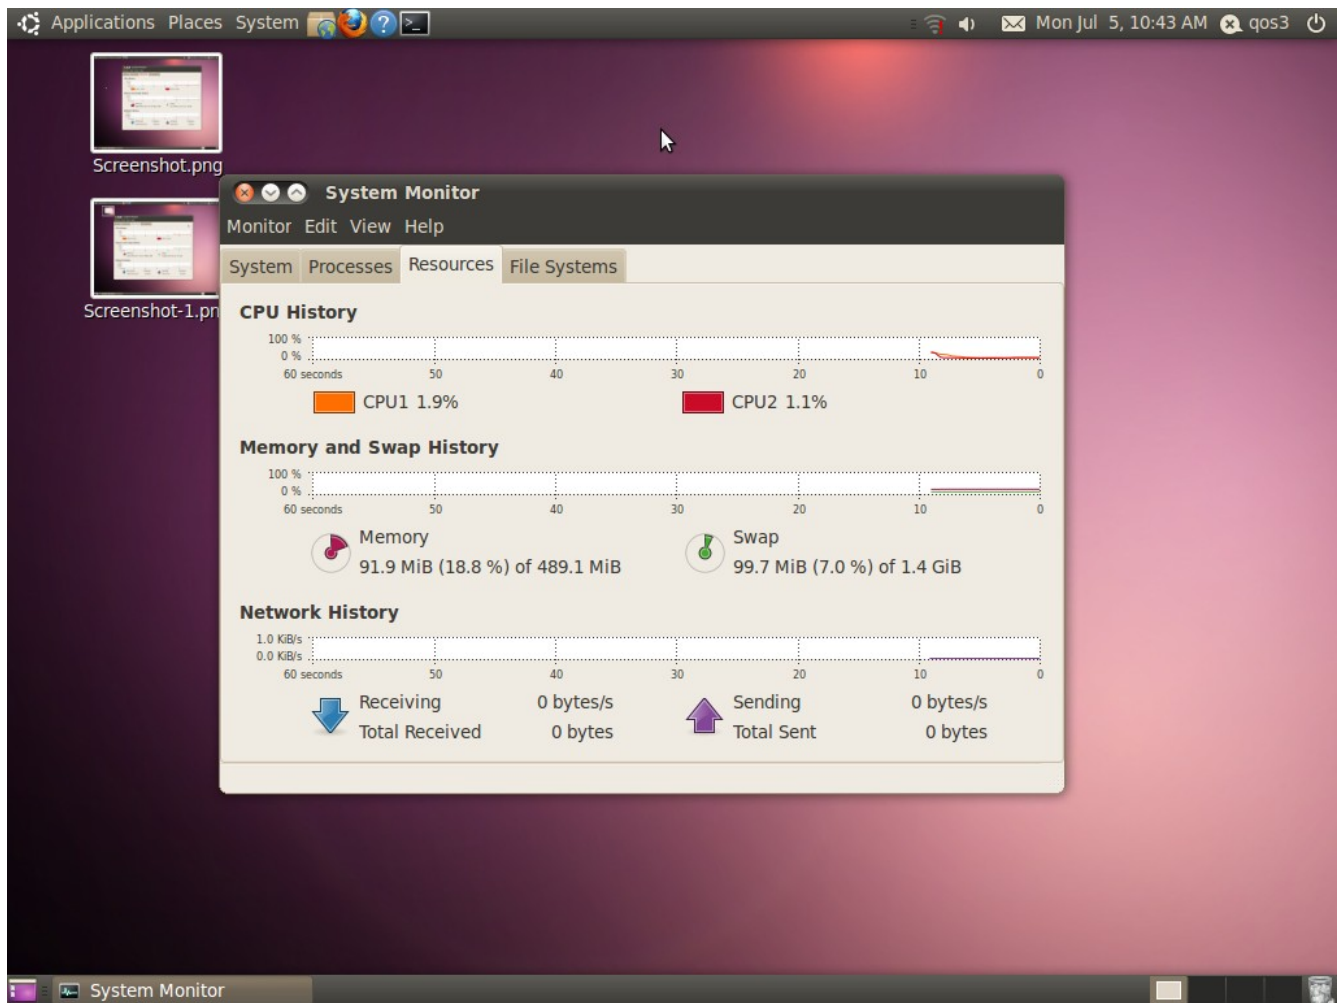 Applications Places System
Mon Jul 5, 10:43 AM qos3
Screenshot.png
Screenshot-1.pn
System Monitor
Monitor Edit View Help
System Processes Resources File Systems
CPU History
100 %
0 %
60 seconds 50 40 30 20 10 0
CPU1 1.9% CPU2 1.1%
Memory and Swap History
100 %
0 %
60 seconds 50 40 30 20 10 0
Memory Swap
91.9 MiB (18.8 %) of 489.1 MiB 99.7 MiB (7.0 %) of 1.4 GiB
Network History
1.0 KiB/s
0.0 KiB/s
60 seconds 50 40 30 20 10 0
Receiving 0 bytes/s Sending 0 bytes/s
Total Received 0 bytes Total Sent 0 bytes
System Monitor